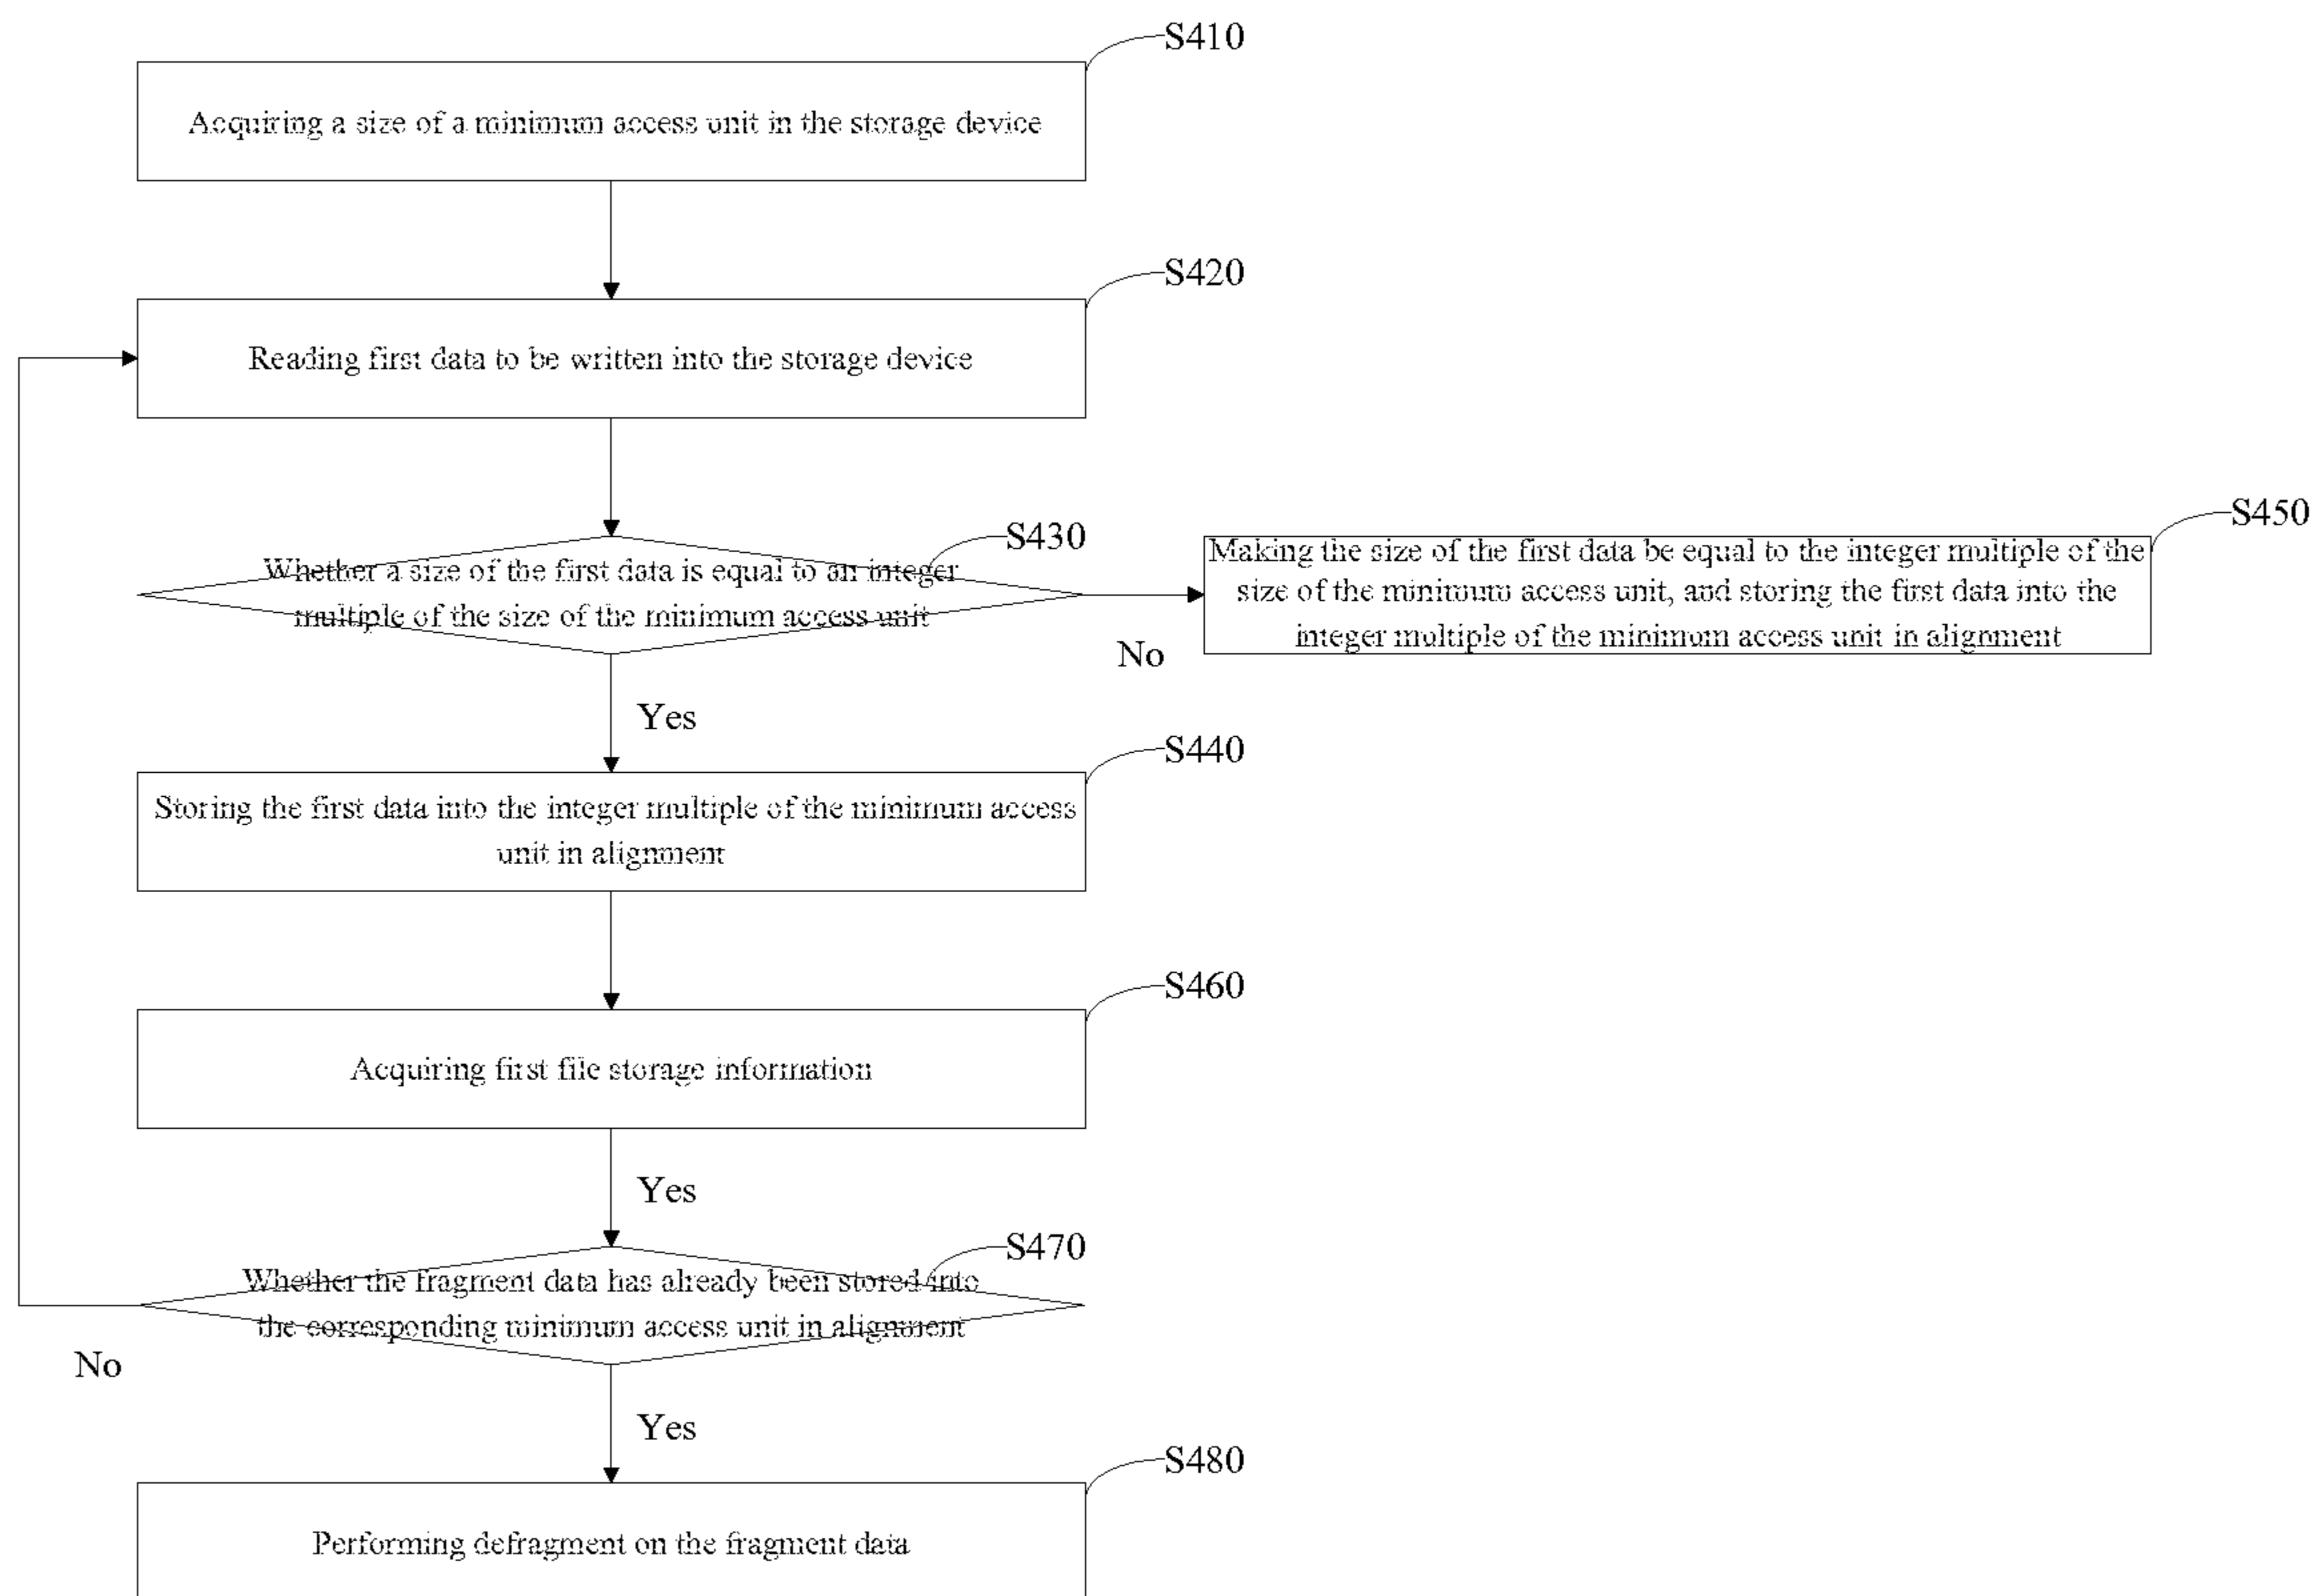 S410
Acquiring a size of a minimum access unit in the storage device
S420
Reading first data to be written into the storage device
S430
Whether a size of the first data is equal to an integer
multiple of the size of the minimum access unit
S450
Making the size of the first data be equal to the integer multiple of the
size of the minimum access unit, and storing the first data into the
integer multiple of the minimum access unit in alignment
No
Yes
S440
Storing the first data into the integer multiple of the minimum access
unit in alignment
S460
Acquiring first file storage information
Yes
S470
Whether the fragment data has already been stored into
the corresponding minimum access unit in alignment
No
Yes
S480
Performing defragment on the fragment data